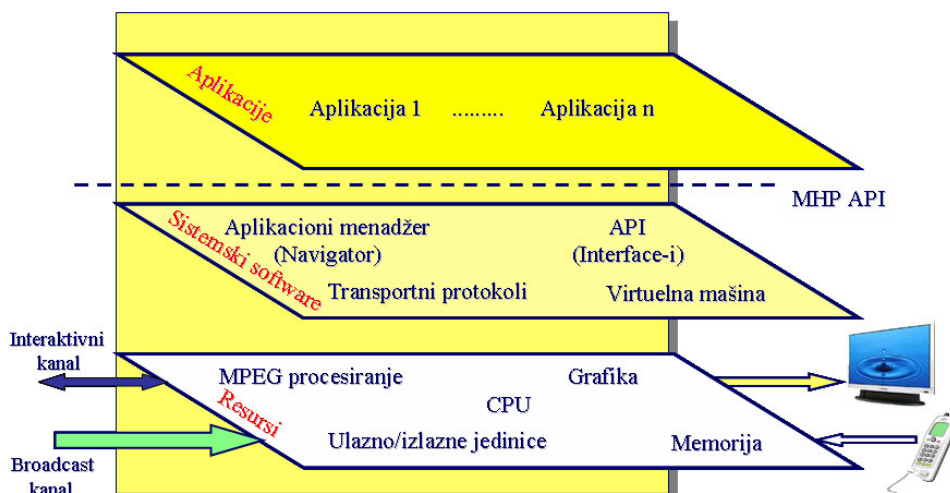 Aplikacije
Aplikacija 1 ......... Aplikacija n
MHP API
Sistemski software
Aplikacioni menadžer
(Navigator)
API
(Interface-i)
Transportni protokoli
Virtuelna mašina
Interaktivni
kanal
Resursi
MPEG procesiranje
Grafika
CPU
Ulazno/izlazne jedinice
Memorija
Broadcast
kanal